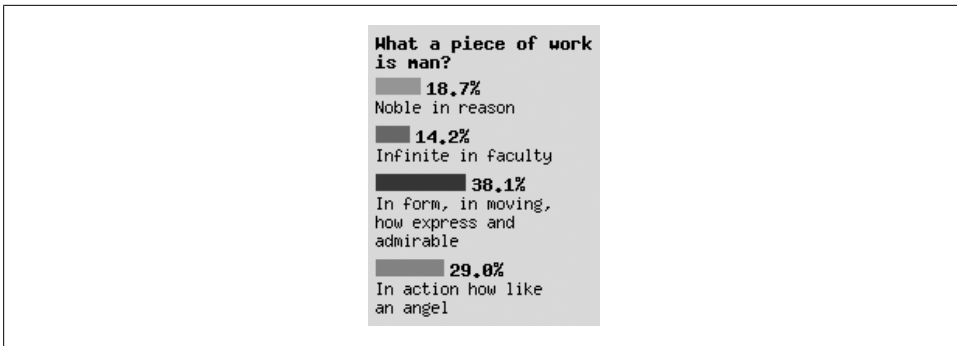 What a piece of work
is man?
18.7%
Noble in reason
14.2%
Infinite in faculty
38.1%
In form, in moving,
how express and
admirable
29.0%
In action how like
an angel